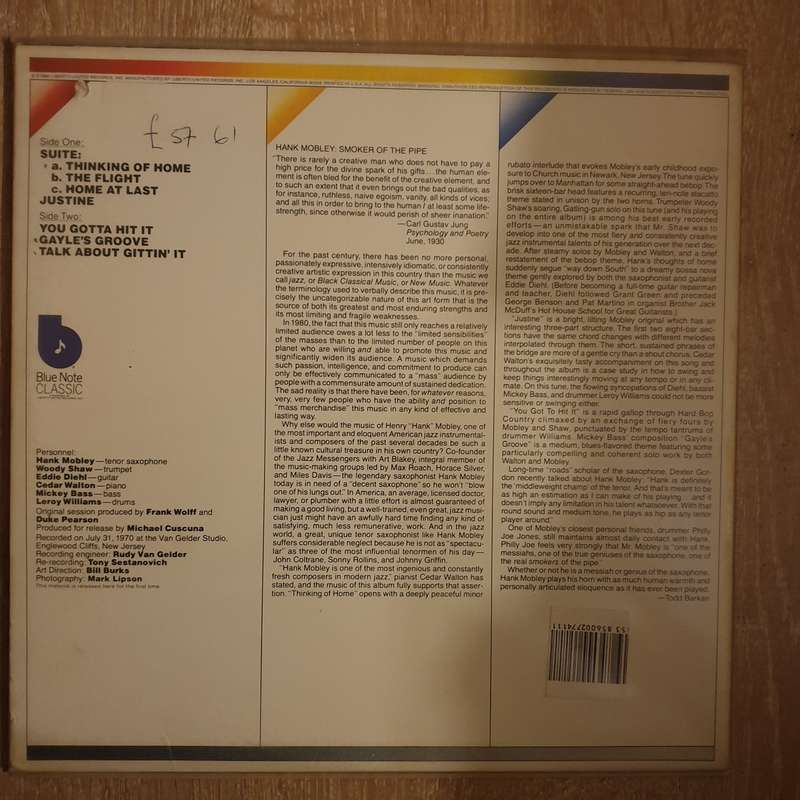 £ 57 61
Side One:
SUITE:
a. THINKING OF HOME
b. THE FLIGHT
c. HOME AT LAST
JUSTINE
Side Two:
YOU GOTTA HIT IT
GAYLE'S GROOVE
TALK ABOUT GITTIN' IT
b
Blue Note
CLASSIC
Personnel:
Hank Mobley—tenor saxophone
Woody Shaw—trumpet
Eddie Diehl—guitar
Cedar Walton—piano
Mickey Bass—bass
Leroy Williams—drums
Original session produced by Frank Wolff and
Duke Pearson
Produced for release by Michael Cuscuna
Recorded on July 31, 1970 at the Van Gelder Studio,
Englewood Cliffs, New Jersey
Recording engineer: Rudy Van Gelder
Re-recording: Tony Sestanovich
Art Direction: Bill Burks
Photography: Mark Lipson
This material is released here for the first time.
HANK MOBLEY: SMOKER OF THE PIPE
"There is rarely a creative man who does not have to pay a
high price for the divine spark of his gifts...the human ele-
ment is often bled for the benefit of the creative element, and
to such an extent that it even brings out the bad qualities, as
for instance, ruthless, naive egoism, vanity, all kinds of vices;
and all this in order to bring to the human / at least some life-
strength, since otherwise it would perish of sheer inanation."
—Carl Gustav Jung
Psychology and Poetry
June, 1930
For the past century, there has been no more personal,
passionately expressive, intensively idiomatic, or consistently
creative artistic expression in this country than the music we
call jazz, or Black Classical Music, or New Music. Whatever
the terminology used to verbally describe this music, it is pre-
cisely the uncategorizable nature of this art form that is the
source of both its greatest and most enduring strengths and
its most limiting and fragile weaknesses.
In 1980, the fact that this music still only reaches a relatively
limited audience owes a lot less to the "limited sensibilities"
of the masses than to the limited number of people on this
planet who are willing and able to promote this music and
significantly widen its audience. A music which demands
such passion, intelligence, and commitment to produce can
only be effectively communicated to a "mass" audience by
people with a commensurate amount of sustained dedication.
The sad reality is that there have been, for whatever reasons,
very, very few people who have the ability and position to
"mass merchandise" this music in any kind of effective and
lasting way.
Why else would the music of Henry "Hank" Mobley, one of
the most important and eloquent American jazz instrumental-
ists and composers of the past several decades be such a
little known cultural treasure in his own country? Co-founder
of the Jazz Messengers with Art Blakey, integral member of
the music-making groups led by Max Roach, Horace Silver,
and Miles Davis—the legendary saxophonist Hank Mobley
today is in need of a "decent saxophone" so he won't "blow
one of his lungs out." In America, an average, licensed doctor,
lawyer, or plumber with a little effort is almost guaranteed of
making a good living, but a well-trained, even great, jazz musi-
cian just might have an awfully hard time finding any kind of
satisfying, much less remunerative, work. And in the jazz
world, a great, unique tenor saxophonist like Hank Mobley
suffers considerable neglect because he is not as "spectacu-
lar" as three of the most influential tenormen of his day—
John Coltrane, Sonny Rollins, and Johnny Griffin.
"Hank Mobley is one of the most ingenious and constantly
fresh composers in modern jazz," pianist Cedar Walton has
stated, and the music of this album fully supports that asser-
tion. "Thinking of Home" opens with a deeply peaceful minor
rubato interlude that evokes Mobley's early childhood expo-
sure to Church music in Newark, New Jersey. The tune quickly
jumps over to Manhattan for some straight-ahead bebop. The
brisk sixteen-bar head features a recurring, ten-note staccato
theme stated in unison by the two horns. Trumpeter Woody
Shaw's soaring, Gatling-gun solo on this tune (and his playing
on the entire album) is among his best early recorded
efforts—an unmistakable spark that Mr. Shaw was to
develop into one of the most fiery and consistently creative
jazz instrumental talents of his generation over the next dec-
ade. After steamy solos by Mobley and Walton, and a brief
restatement of the bebop theme, Hank's thoughts of home
suddenly segue "way down South" to a dreamy bossa nova
theme gently explored by both the saxophonist and guitarist
Eddie Diehl. (Before becoming a full-time guitar repairman
and teacher, Diehl followed Grant Green and preceded
George Benson and Pat Martino in organist Brother Jack
McDuff's Hot House School for Great Guitarists.)
"Justine" is a bright, lilting Mobley original which has an
interesting three-part structure. The first two eight-bar sec-
tions have the same chord changes with different melodies
interpolated through them. The short, sustained phrases of
the bridge are more of a gentle cry than a shout chorus. Cedar
Walton's exquisitely tasty accompaniment on this song and
throughout the album is a case study in how to swing and
keep things interestingly moving at any tempo or in any cli-
mate. On this tune, the flowing syncopations of Diehl, bassist
Mickey Bass, and drummer Leroy Williams could not be more
sensitive or swinging either.
"You Got To Hit It" is a rapid gallop through Hard Bop
Country climaxed by an exchange of fiery fours by
Mobley and Shaw, punctuated by the tempo tantrums of
drummer Williams. Mickey Bass' composition "Gayle's
Groove" is a medium, blues-flavored theme featuring some
particularly compelling and coherent solo work by both
Walton and Mobley.
Long-time "roads" scholar of the saxophone, Dexter Gor-
don recently talked about Hank Mobley: "Hank is definitely
the 'middleweight champ' of the tenor. And that's meant to be
as high an estimation as I can make of his playing... and it
doesn't imply any limitation in his talent whatsoever. With that
round sound and medium tone, he plays as hip as any tenor
player around."
One of Mobley's closest personal friends, drummer Philly
Joe Jones, still maintains almost daily contact with Hank.
Philly Joe feels very strongly that Mr. Mobley is "one of the
messiahs, one of the true geniuses of the saxophone, one of
the real smokers of the pipe."
Whether or not he is a messiah or genius of the saxophone,
Hank Mobley plays his horn with as much human warmth and
personally articulated eloquence as it has ever been played.
—Todd Barkan